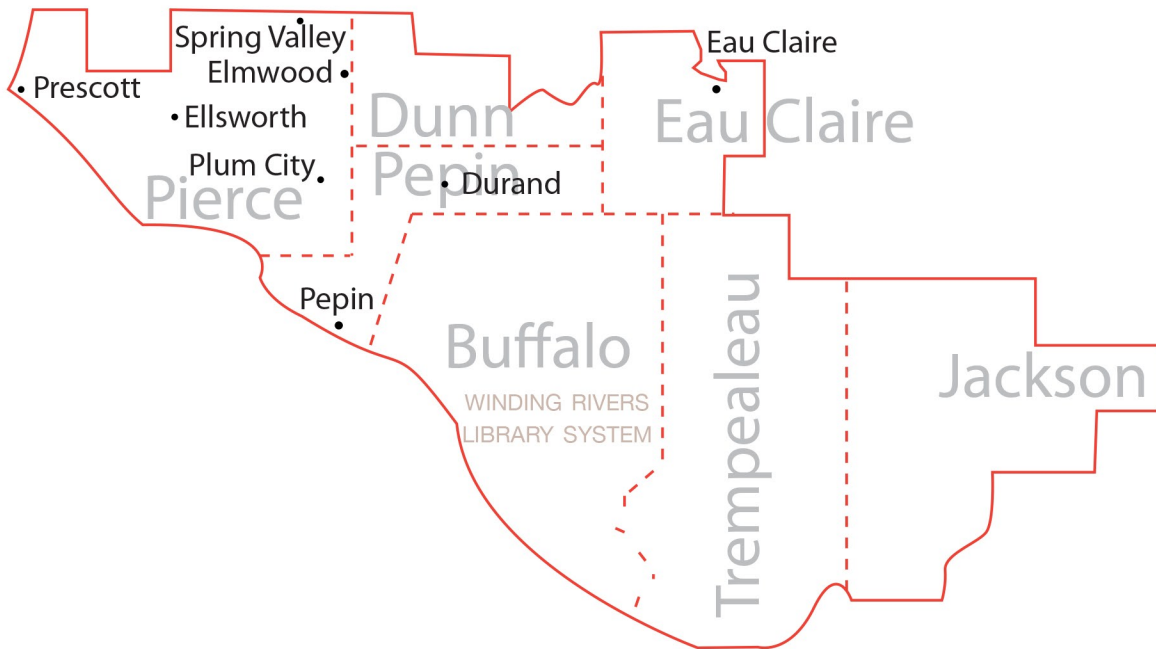 Spring Valley
Eau Claire
Elmwood
Prescott
Dunn
Ellsworth
Eau Claire
Plum City
Pepin
Durand
Pierce
Pepin
Buffalo
Trempealeau
Jackson
WINDING RIVERS
LIBRARY SYSTEM